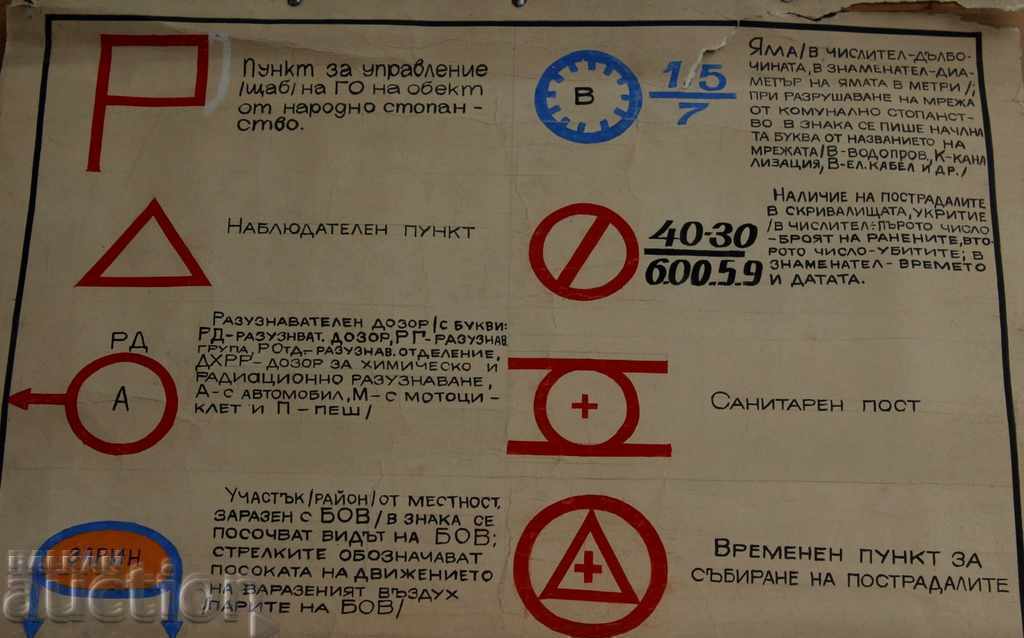 Пункт за управление
/щаб/ на ГО на обект
от народно стопан-
ство.
Наблюдателен пункт
РД
А
Разузнавателен дозор /с букви:
РД-разузнват. дозор, РГ-разузнав.
група, РОтд.-разузнав. отделение,
ДХРР-дозор за химическо и
радиационно разузнаване,
А-с автомобил, М-с мотоци-
клет и П-пеш/
ЗАРИН
Участък /район/ от местност,
заразен с БОВ /в знака се
посочват видът на БОВ;
стрелките обозначават
посоката на движението
на варазеният въздух
/парите на БОВ/
В
1.5
7
Яма /в числител-дълбо-
чината, в знаменател-диа-
метър на ямата в метри/;
при разрушаване на мрежа
от комунално стопанст-
во в знака се пише начлна
та буква от названието на
мрежата /В-водопров, К-кана
лизация, В-ел. кабел и др./
40-30
6.00.5.9
Наличие на пострадалите
в скривалищата, укритие
/в числител:първото число
-броят на ранените, вто
рото число-убитите; в
знаменател-времето
и датата.
Санитарен пост
Временен пункт за
събиране на пострадалите
BALKAN
auction